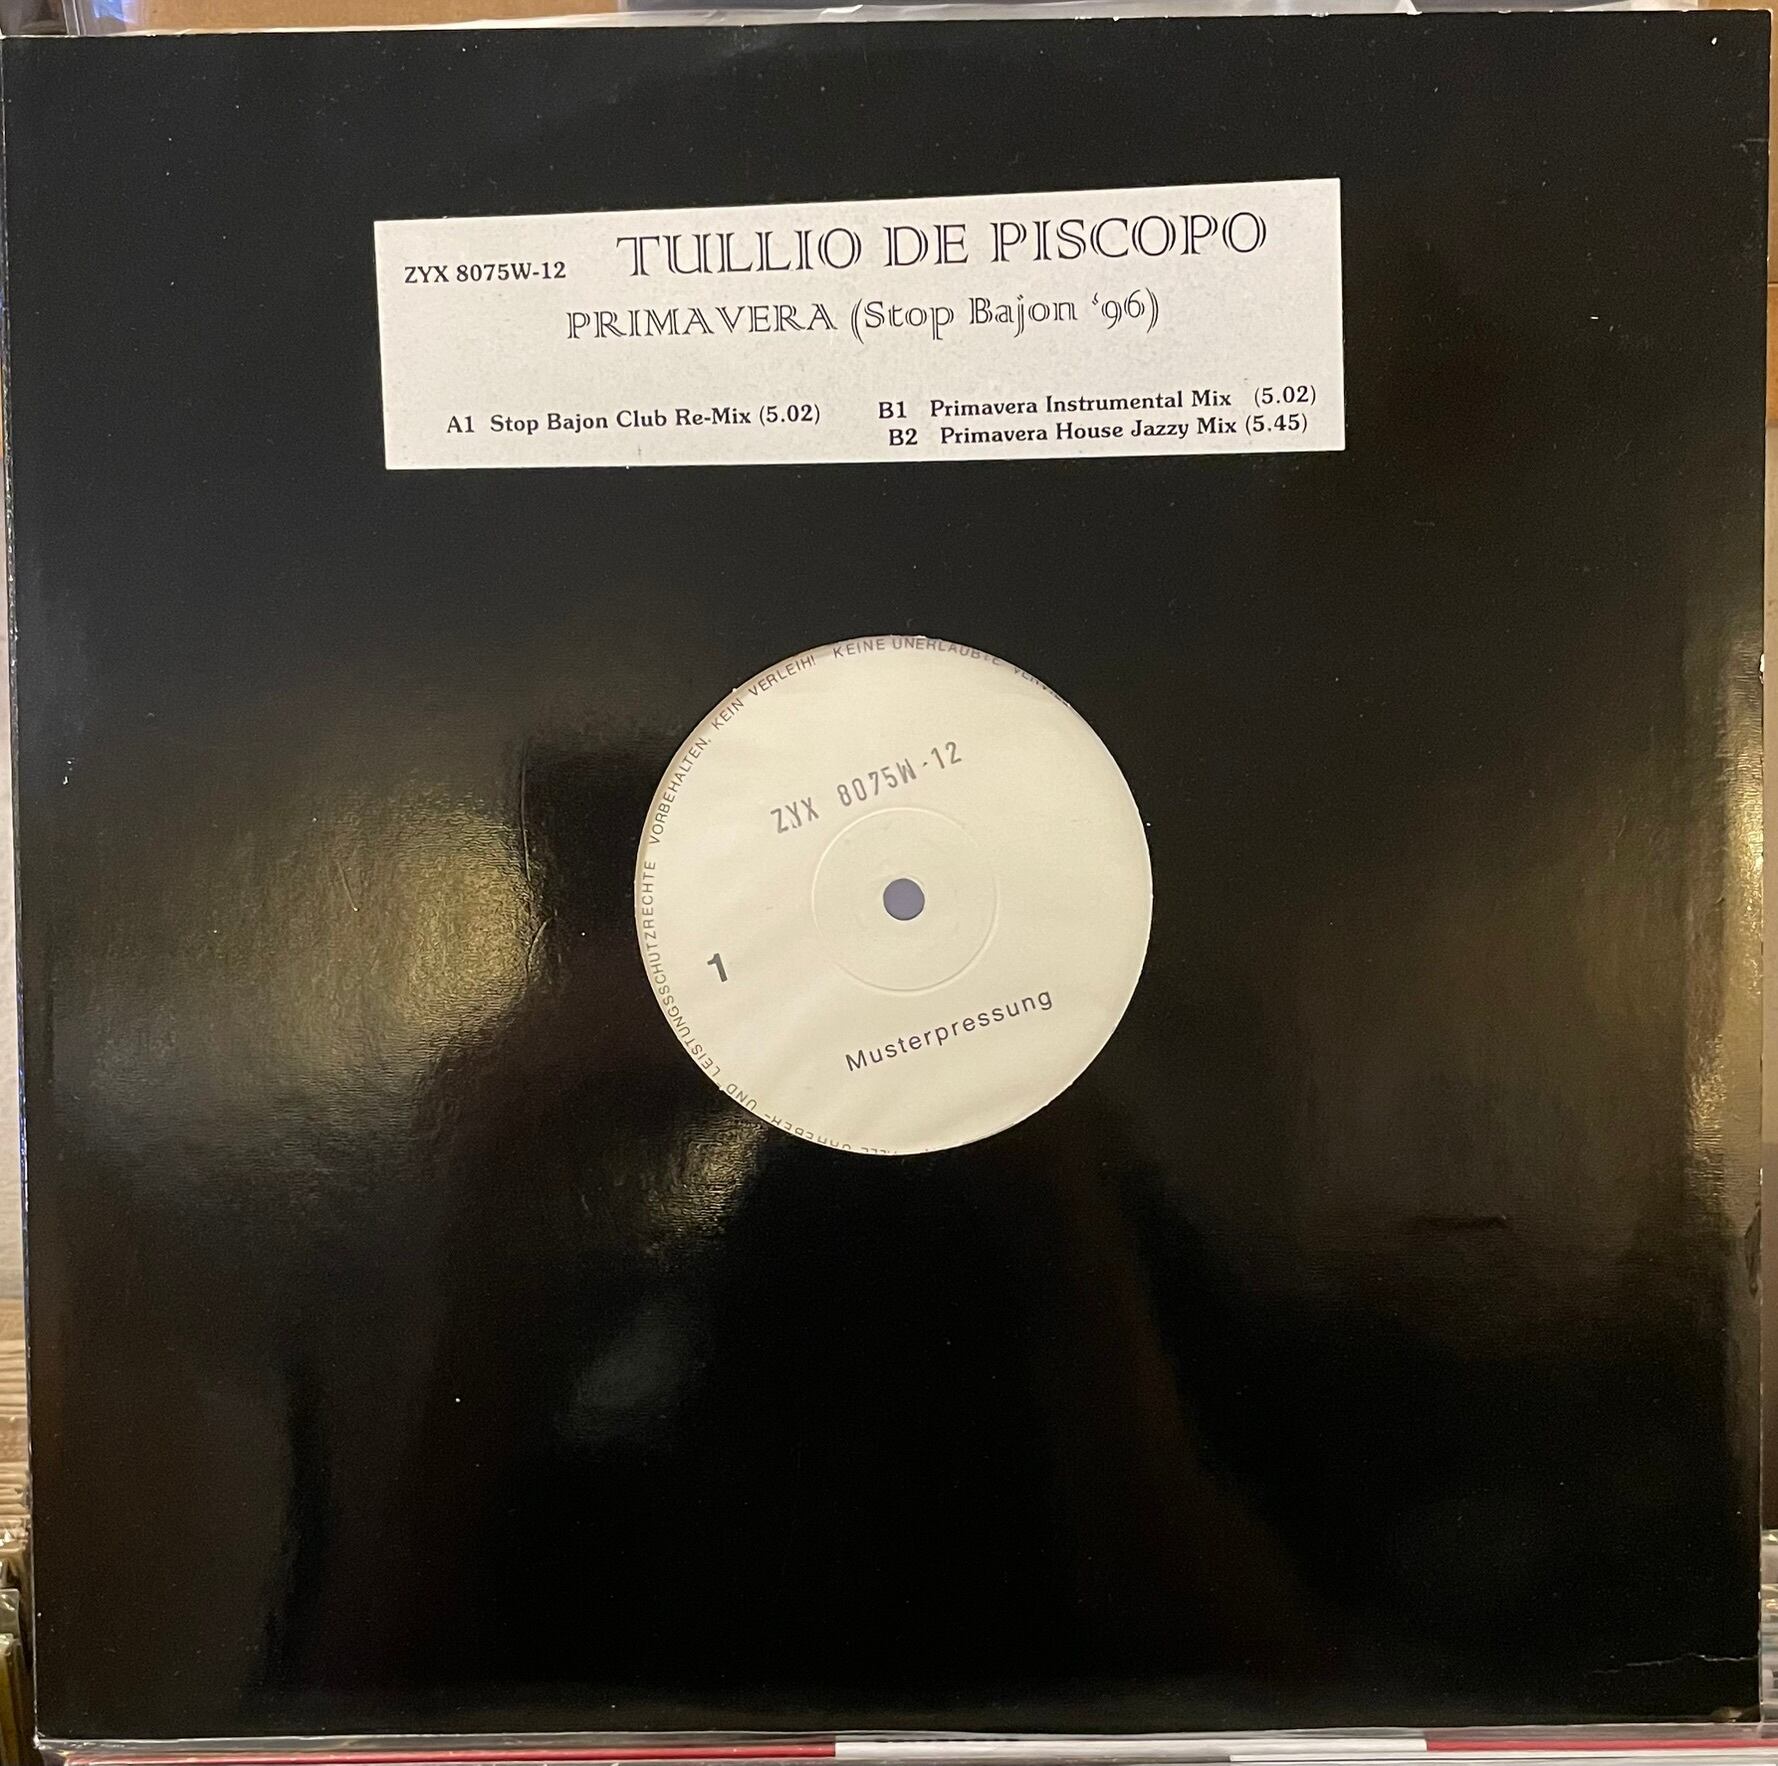 ZYX 8075W-12 TULLIO DE PISCOPO
PRIMAVERA (Stop Bajon ‘96)
A1 Stop Bajon Club Re-Mix (5.02)
B1 Primavera Instrumental Mix (5.02)
B2 Primavera House Jazzy Mix (5.45)
UND LEISTUNGSSCHUTZRECHTE VORBEHALTEN, KEIN VERLEIH! KEINE UNERLAUBTE
ZYX 8075W-12
1
Musterpressung